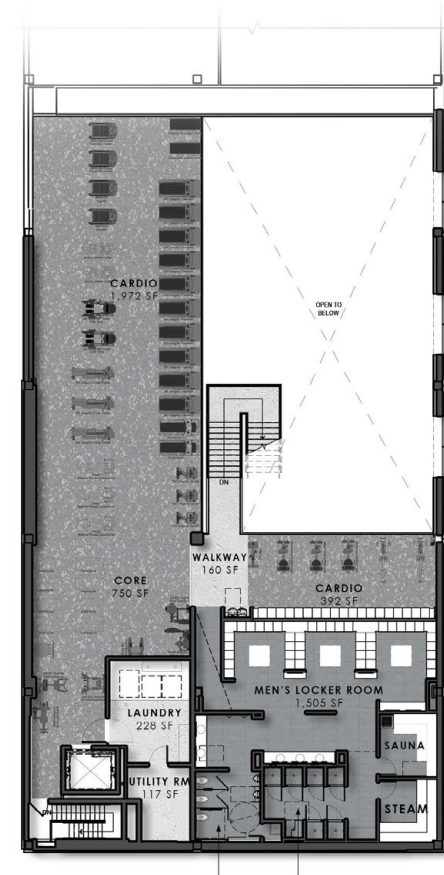 CARDIO
1,972 SF
OPEN TO
BELOW
DN
WALKWAY
160 SF
CORE
750 SF
CARDIO
392 SF
MEN'S LOCKER ROOM
1,505 SF
LAUNDRY
228 SF
SAUNA
UTILITY RM
117 SF
STEAM
DN